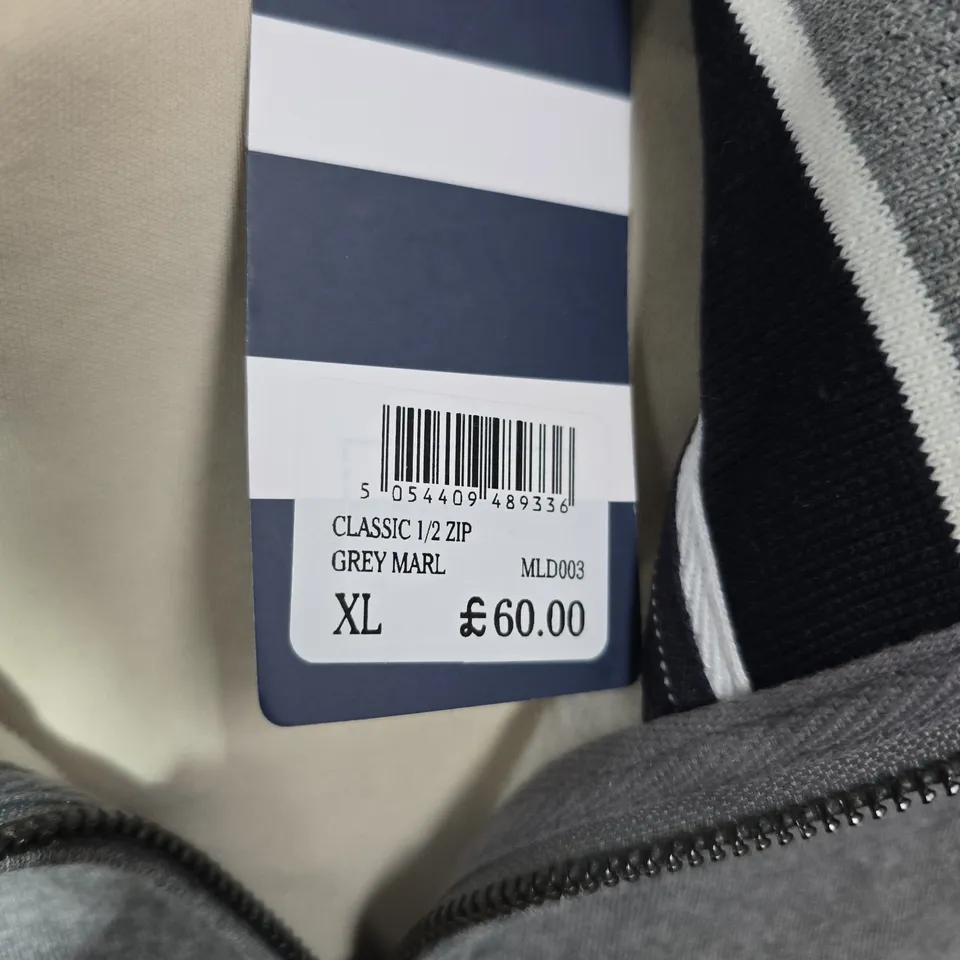 5 054409 489336
CLASSIC 1/2 ZIP
GREY MARL MLD003
XL £60.00